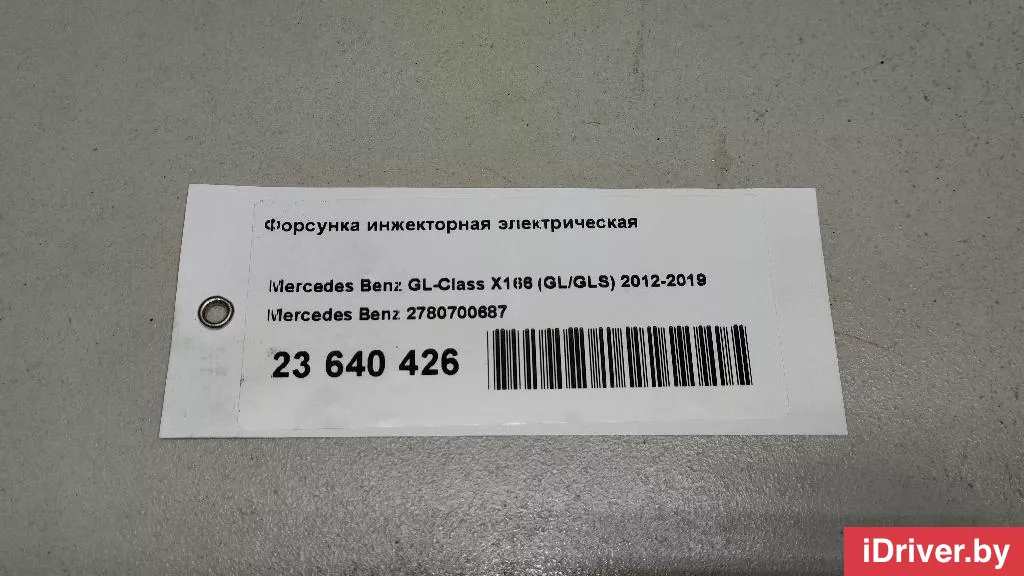 Форсунка инжекторная электрическая
Mercedes Benz GL-Class X166 (GL/GLS) 2012-2019
Mercedes Benz 2780700687
23 640 426
iDriver.by